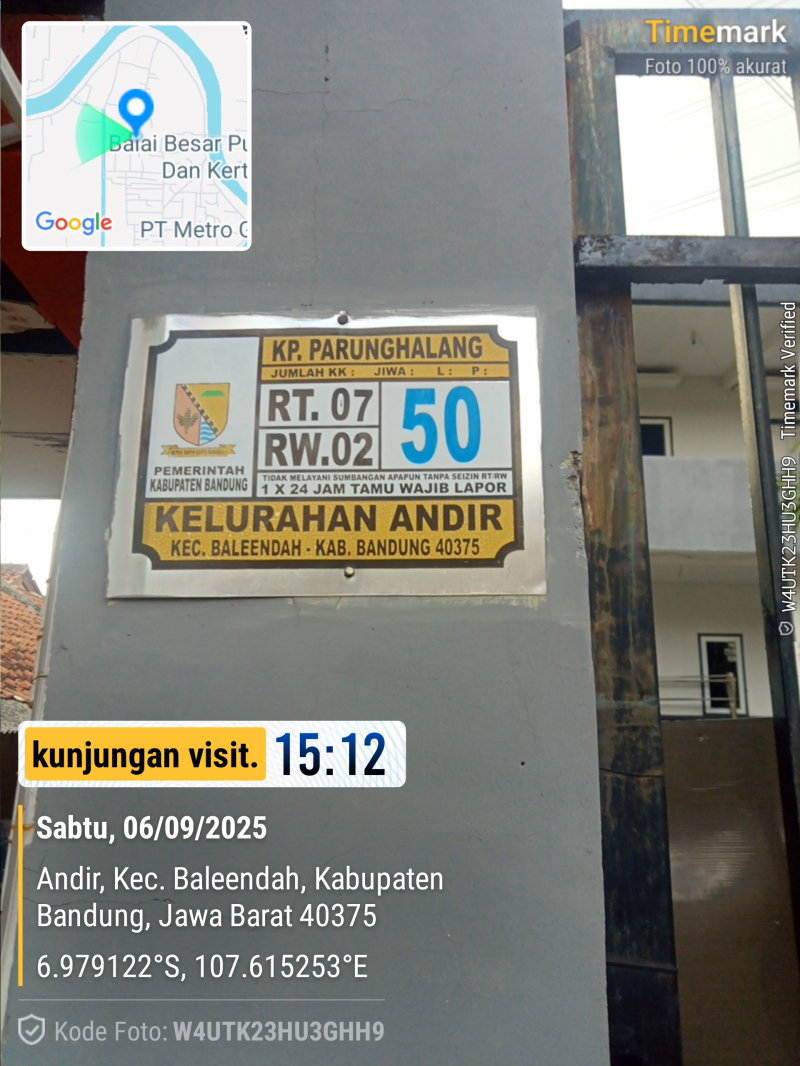 Timemark
Foto 100% akurat
Balai Besar Pu
Dan Kert
Google
PT Metro G
KP. PARUNGHALANG
JUMLAH KK : JIWA : L : P :
RT. 07
RW.02
50
PEMERINTAH
KABUPATEN BANDUNG
TIDAK MELAYANI SUMBANGAN APAPUN TANPA SEIZIN RT/RW
1 X 24 JAM TAMU WAJIB LAPOR
KELURAHAN ANDIR
KEC. BALEENDAH - KAB. BANDUNG 40375
W4UTK23HU3GHH9 Timemark Verified
kunjungan visit. 15:12
Sabtu, 06/09/2025
Andir, Kec. Baleendah, Kabupaten
Bandung, Jawa Barat 40375
6.979122°S, 107.615253°E
Kode Foto: W4UTK23HU3GHH9